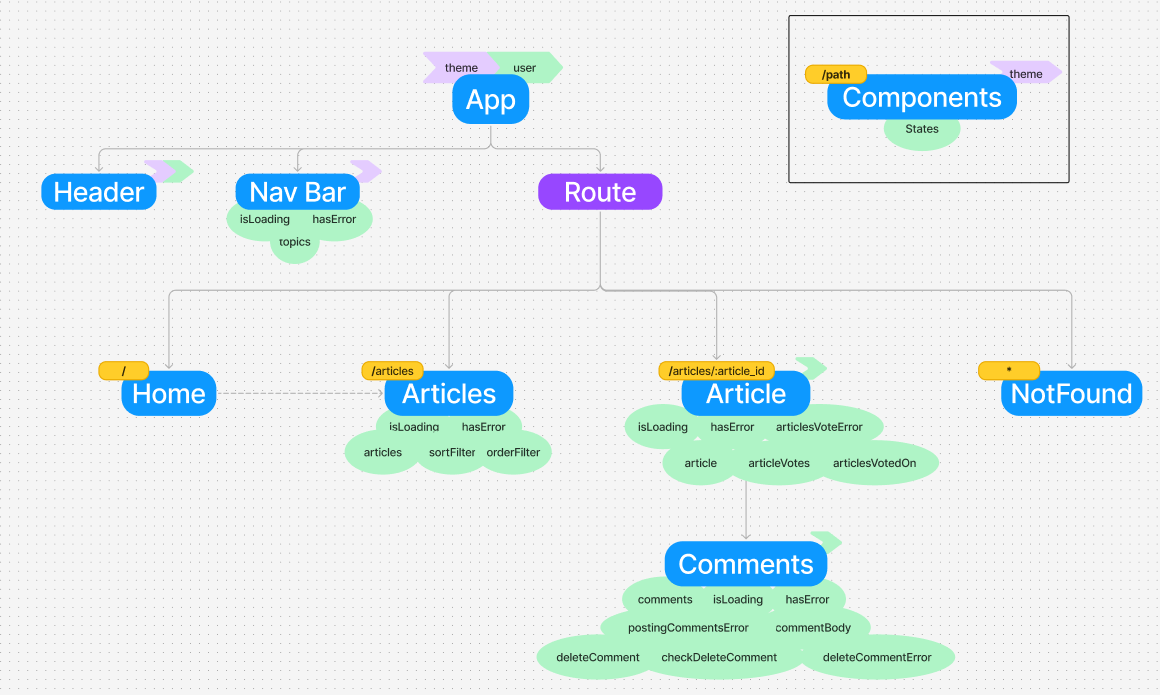 theme
user
App
/path
theme
Components
States
Header
Nav Bar
isLoading
hasError
topics
Route
/
Home
/articles
Articles
isLoading
hasError
articles
sortFilter
orderFilter
/articles/:article_id
Article
isLoading
hasError
articlesVoteError
article
articleVotes
articlesVotedOn
*
NotFound
Comments
comments
isLoading
hasError
postingCommentsError
commentBody
deleteComment
checkDeleteComment
deleteCommentError